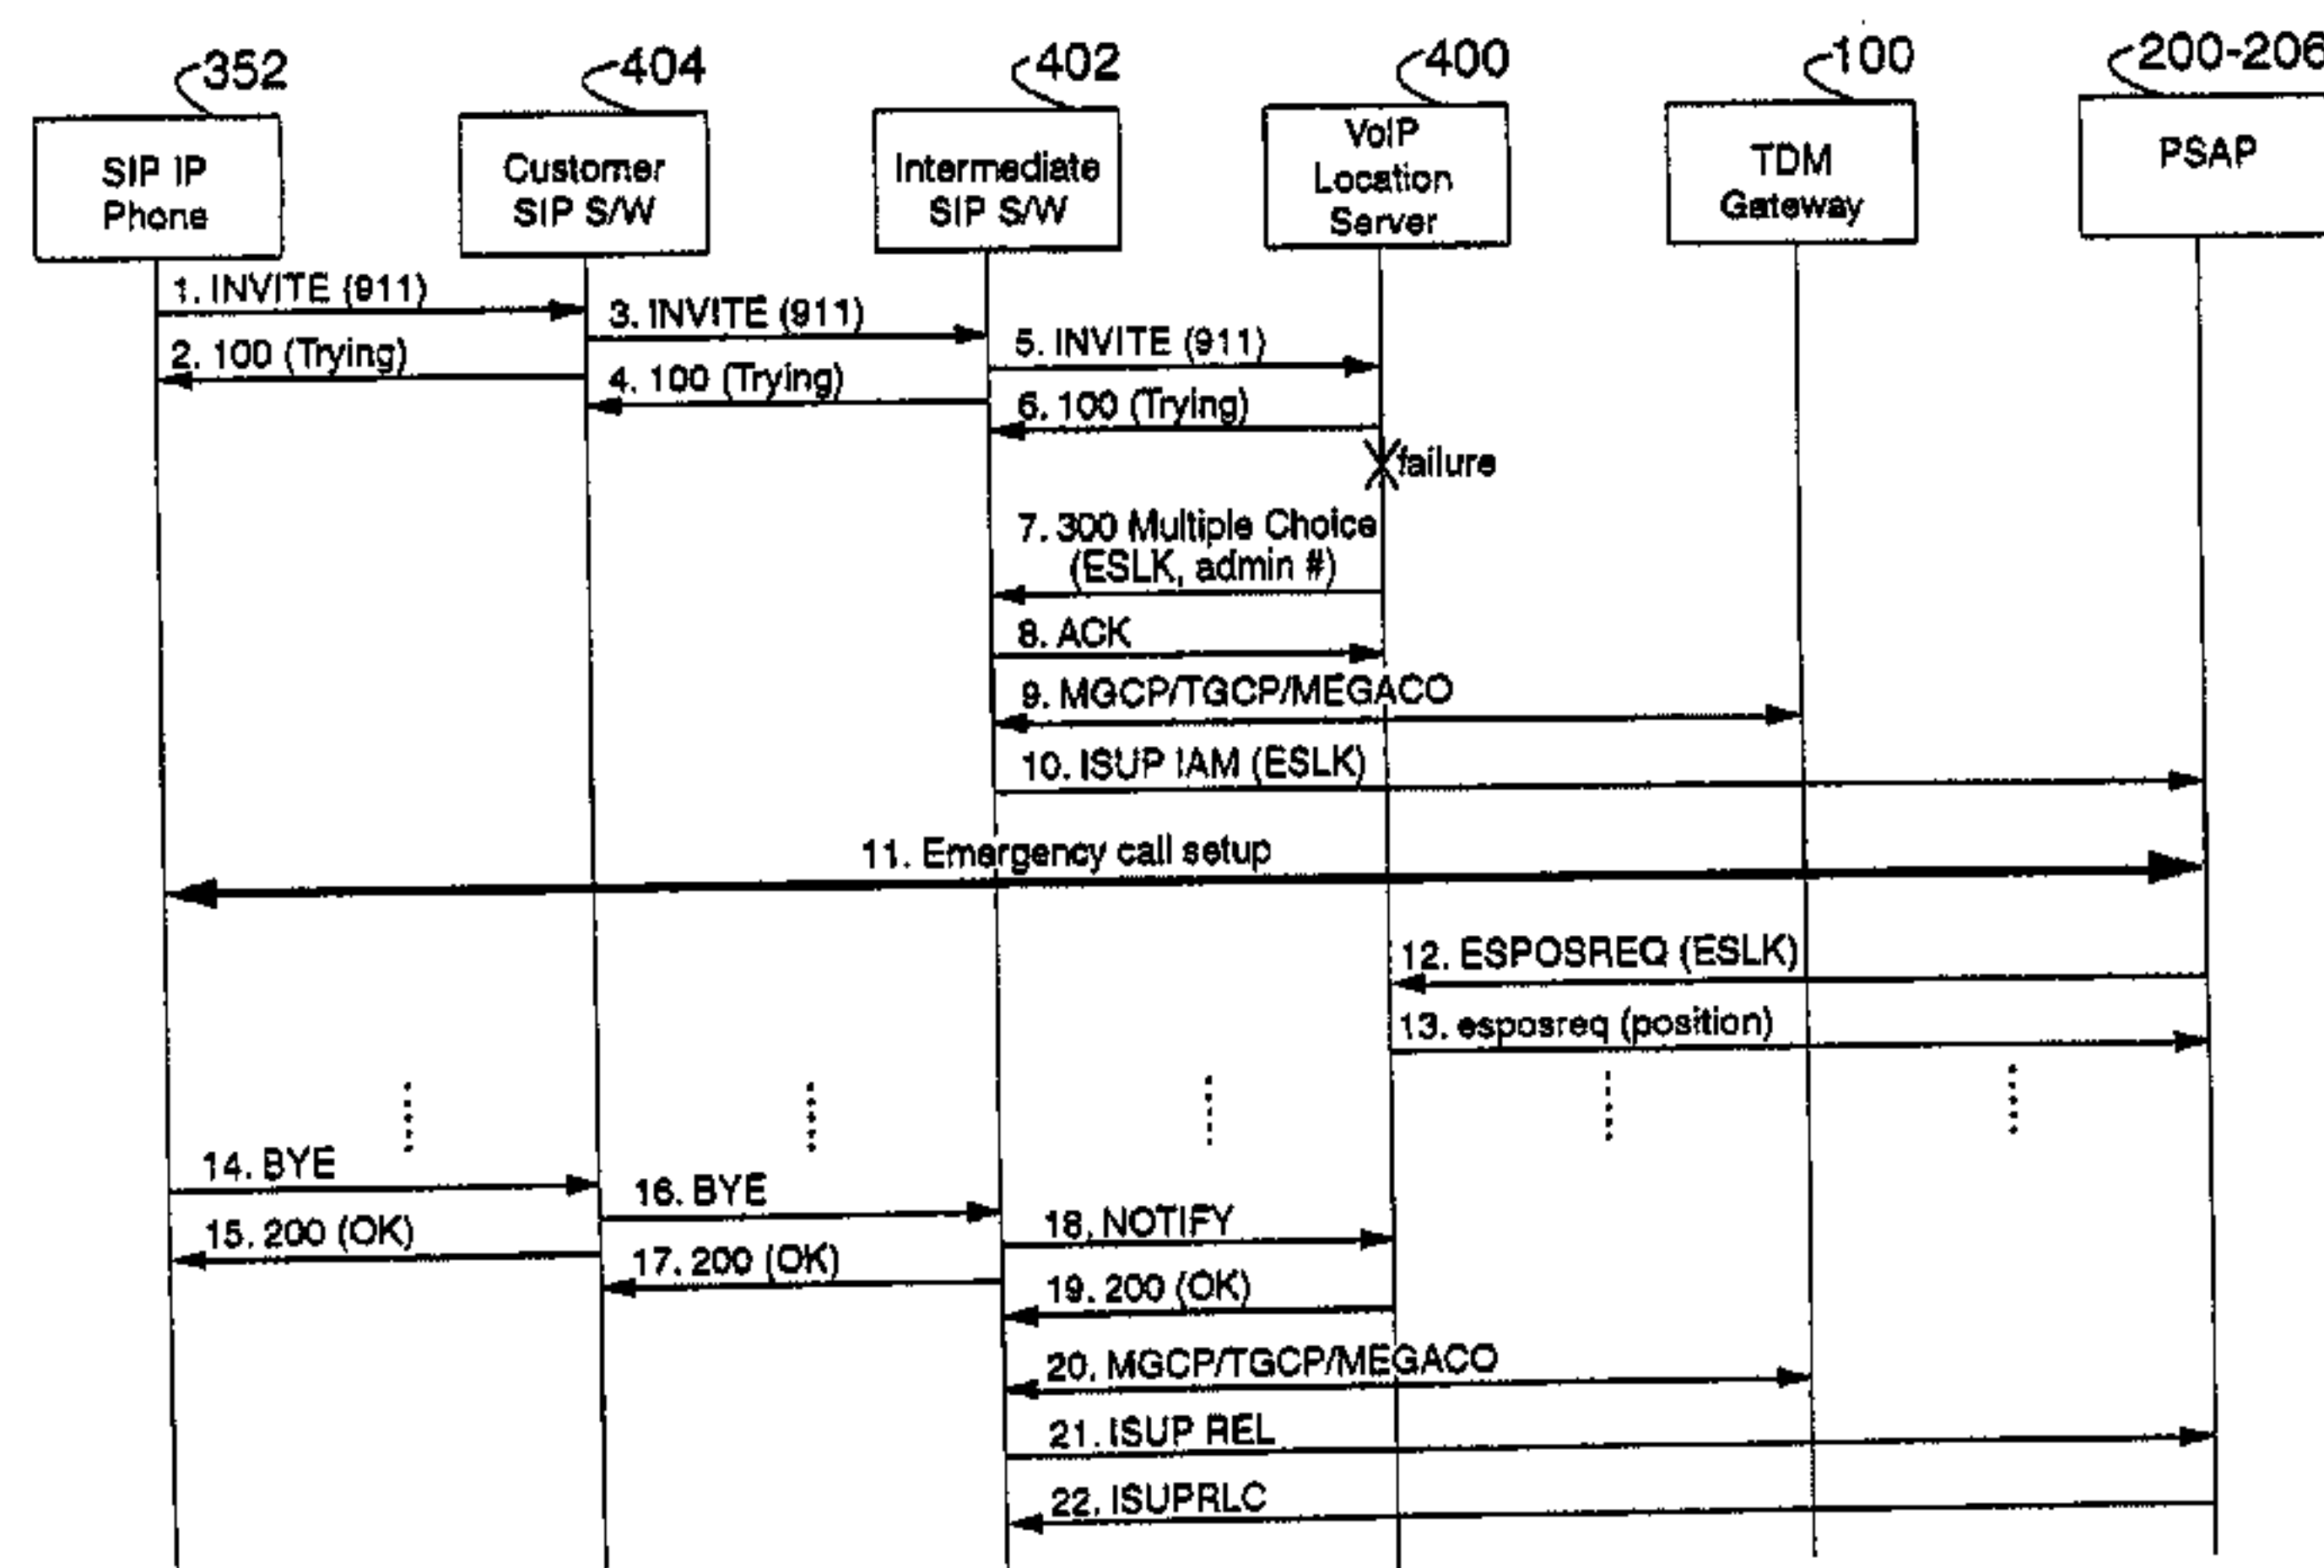 352
404
402
400
100
200-206
SIP IP
Phone
Customer
SIP S/W
Intermediate
SIP S/W
VoIP
Location
Server
TDM
Gateway
PSAP
1. INVITE (911)
2. 100 (Trying)
3. INVITE (911)
4. 100 (Trying)
5. INVITE (911)
6. 100 (Trying)
failure
7. 300 Multiple Choice
(ESLK, admin #)
8. ACK
9. MGCP/TGCP/MEGACO
10. ISUP IAM (ESLK)
11. Emergency call setup
12. ESPOSREQ (ESLK)
13. esposreq (position)
14. BYE
15. 200 (OK)
16. BYE
17. 200 (OK)
18. NOTIFY
19. 200 (OK)
20. MGCP/TGCP/MEGACO
21. ISUP REL
22. ISUPRLC